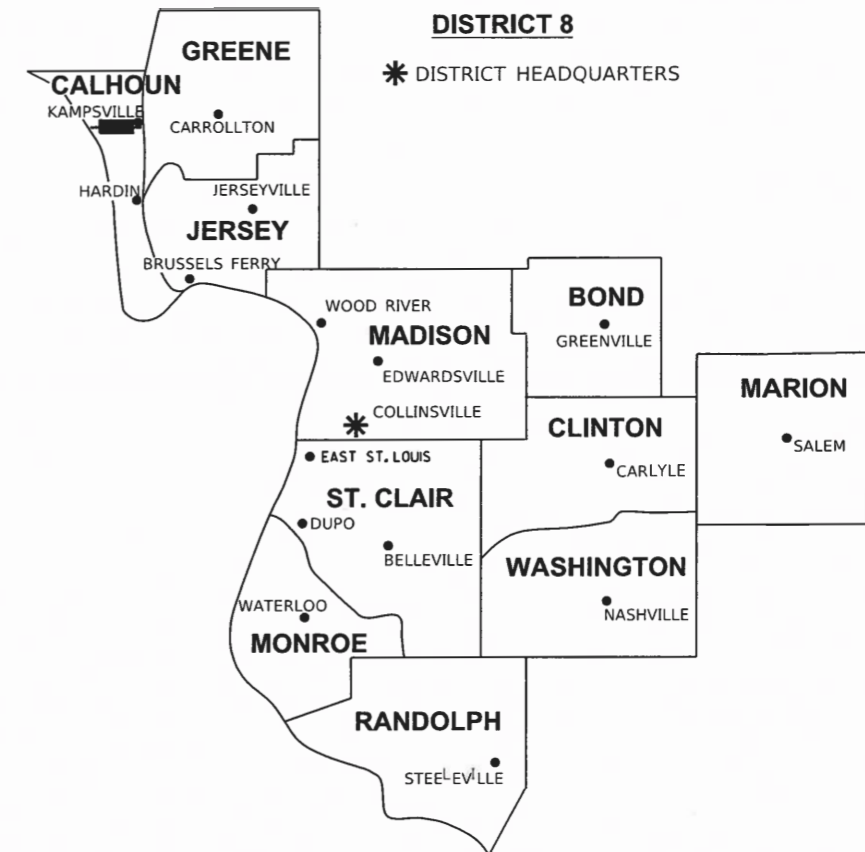 DISTRICT 8
DISTRICT HEADQUARTERS
GREENE
CALHOUN
KAMPSVILLE
CARROLLTON
HARDIN
JERSEYVILLE
JERSEY
BRUSSELS FERRY
WOOD RIVER
MADISON
EDWARDSVILLE
COLLINSVILLE
BOND
GREENVILLE
MARION
SALEM
CLINTON
CARLYLE
EAST ST. LOUIS
ST. CLAIR
DUPO
BELLEVILLE
WASHINGTON
NASHVILLE
WATERLOO
MONROE
RANDOLPH
STEELEVILLE